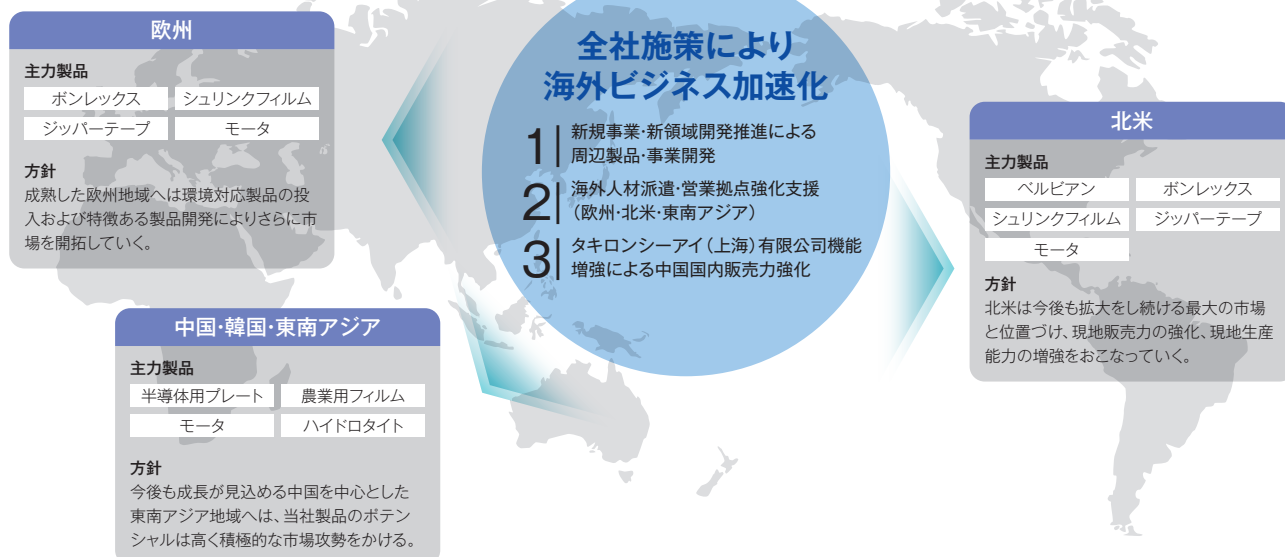 全社施策により
海外ビジネス加速化
1 新規事業・新領域開発推進による
周辺製品・事業開発
2 海外人材派遣・営業拠点強化支援
（欧州・北米・東南アジア）
3 タキロンシーアイ（上海）有限公司機能
増強による中国国内販売力強化
欧州
主力製品
ボンレックス シュリンクフィルム
ジッパーテープ モータ
方針
成熟した欧州地域へは環境対応製品の投
入および特徴ある製品開発によりさらに市
場を開拓していく。
中国・韓国・東南アジア
主力製品
半導体用プレート 農業用フィルム
モータ ハイドロタイト
方針
今後も成長が見込める中国を中心とした
東南アジア地域へは、当社製品のポテン
シャルは高く積極的な市場攻勢をかける。
北米
主力製品
ベルビアン ボンレックス
シュリンクフィルム ジッパーテープ
モータ
方針
北米は今後も拡大をし続ける最大の市場
と位置づけ、現地販売力の強化、現地生産
能力の増強をおこなっていく。